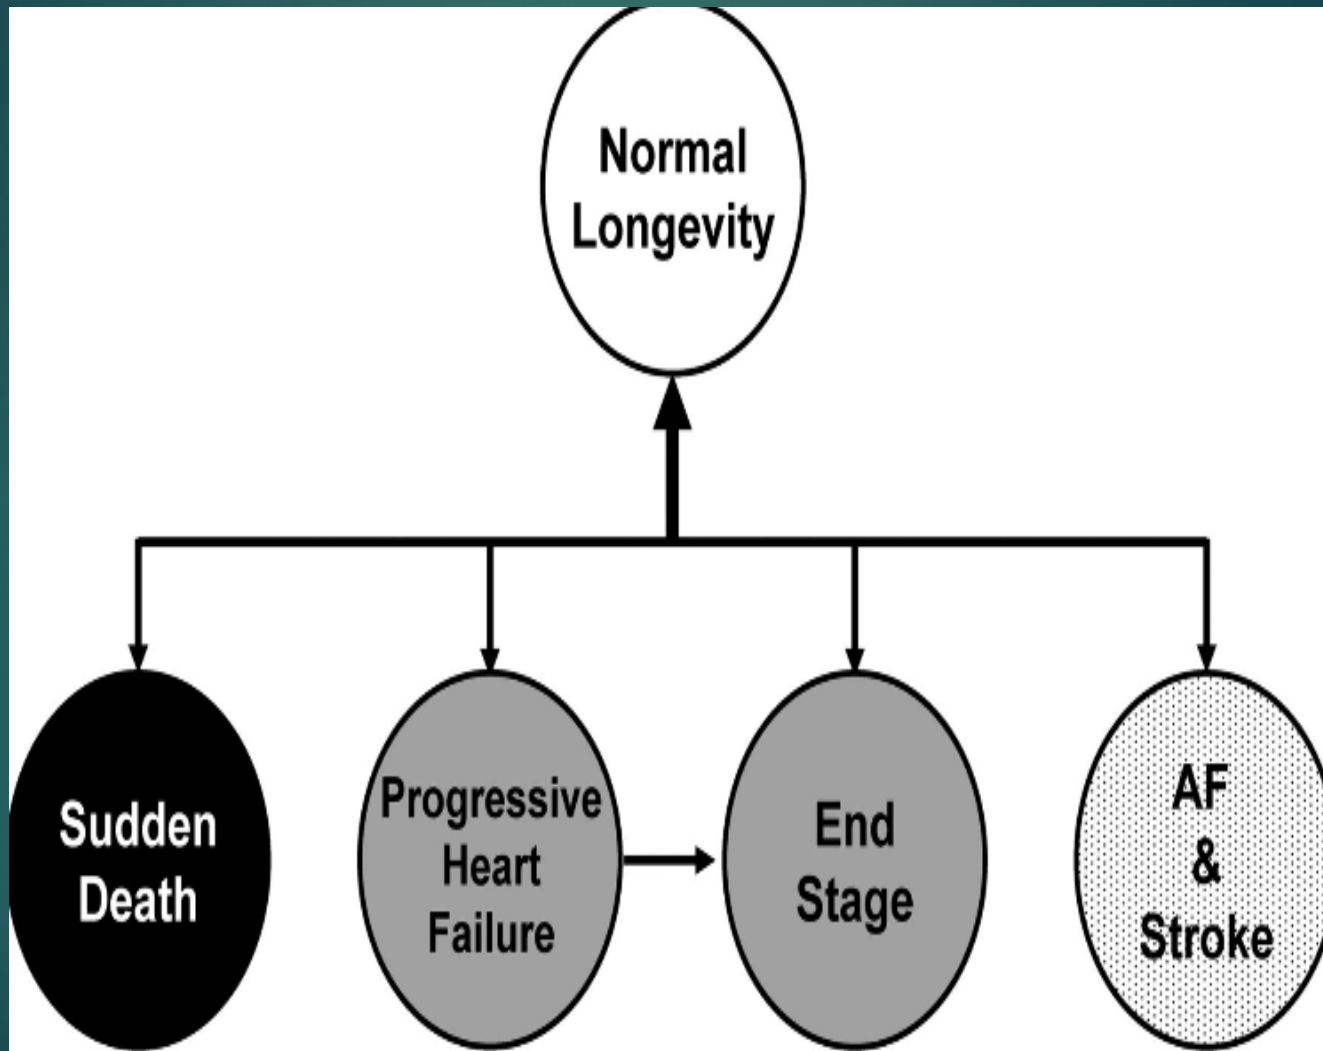 Normal
Longevity
Sudden
Death
Progressive
Heart
Failure
End
Stage
AF
&
Stroke